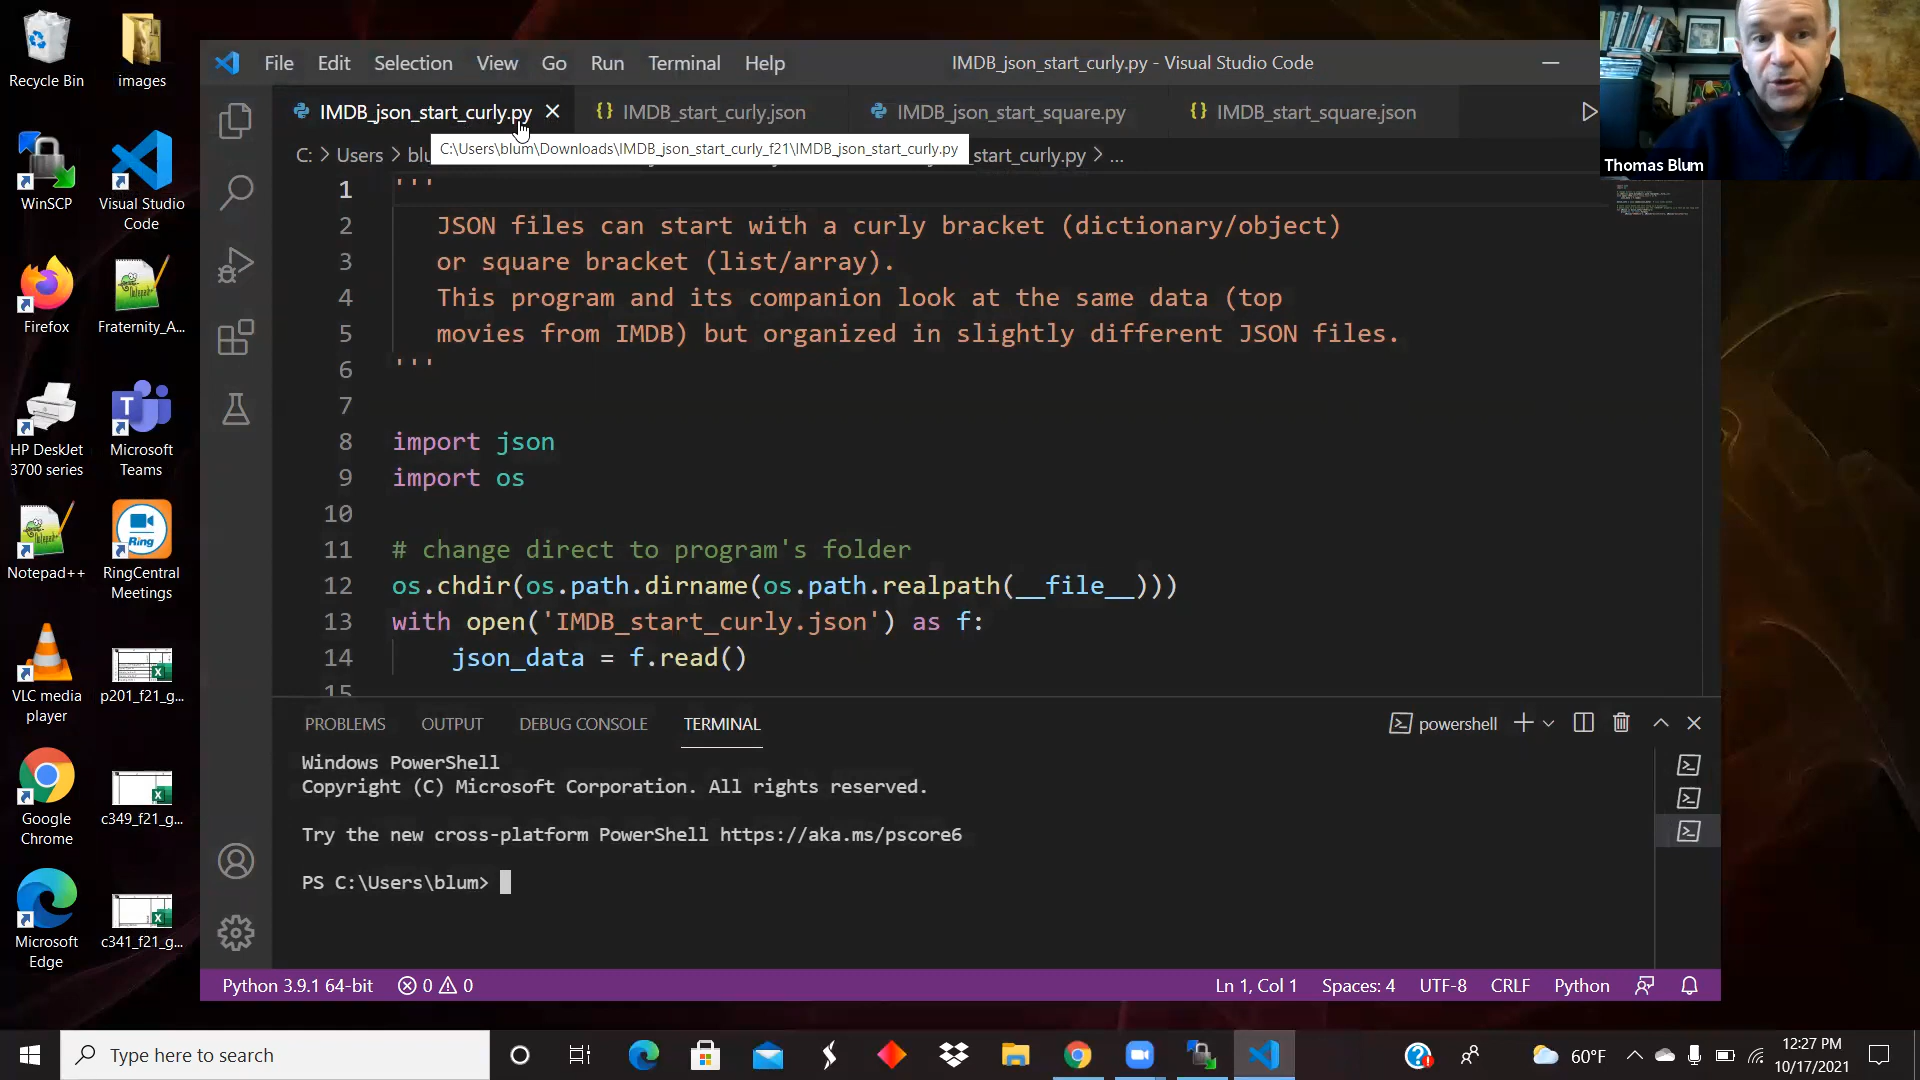 Recycle Bin
images
WinSCP
Visual Studio
Code
Firefox
Fraternity_A...
HP DeskJet
3700 series
Microsoft
Teams
Notepad++
RingCentral
Meetings
Ring
VLC media
player
p201_f21_g...
Google
Chrome
c349_f21_g...
Microsoft
Edge
c341_f21_g...
File Edit Selection View Go Run Terminal Help
IMDB_json_start_curly.py - Visual Studio Code
IMDB_json_start_curly.py
IMDB_start_curly.json
IMDB_json_start_square.py
IMDB_start_square.json
C: > Users > blu
start_curly.py > ...
C:\Users\blum\Downloads\IMDB_json_start_curly_f21\IMDB_json_start_curly.py
Thomas Blum
1 '''
2 JSON files can start with a curly bracket (dictionary/object)
3 or square bracket (list/array).
4 This program and its companion look at the same data (top
5 movies from IMDB) but organized in slightly different JSON files.
6 '''
7
8 import json
9 import os
10
11 # change direct to program's folder
12 os.chdir(os.path.dirname(os.path.realpath(__file__)))
13 with open('IMDB_start_curly.json') as f:
14 json_data = f.read()
15
PROBLEMS OUTPUT DEBUG CONSOLE TERMINAL
powershell
Windows PowerShell
Copyright (C) Microsoft Corporation. All rights reserved.
Try the new cross-platform PowerShell https://aka.ms/pscore6
PS C:\Users\blum>
Python 3.9.1 64-bit 0 0
Ln 1, Col 1 Spaces: 4 UTF-8 CRLF Python
Type here to search
60°F
12:27 PM
10/17/2021